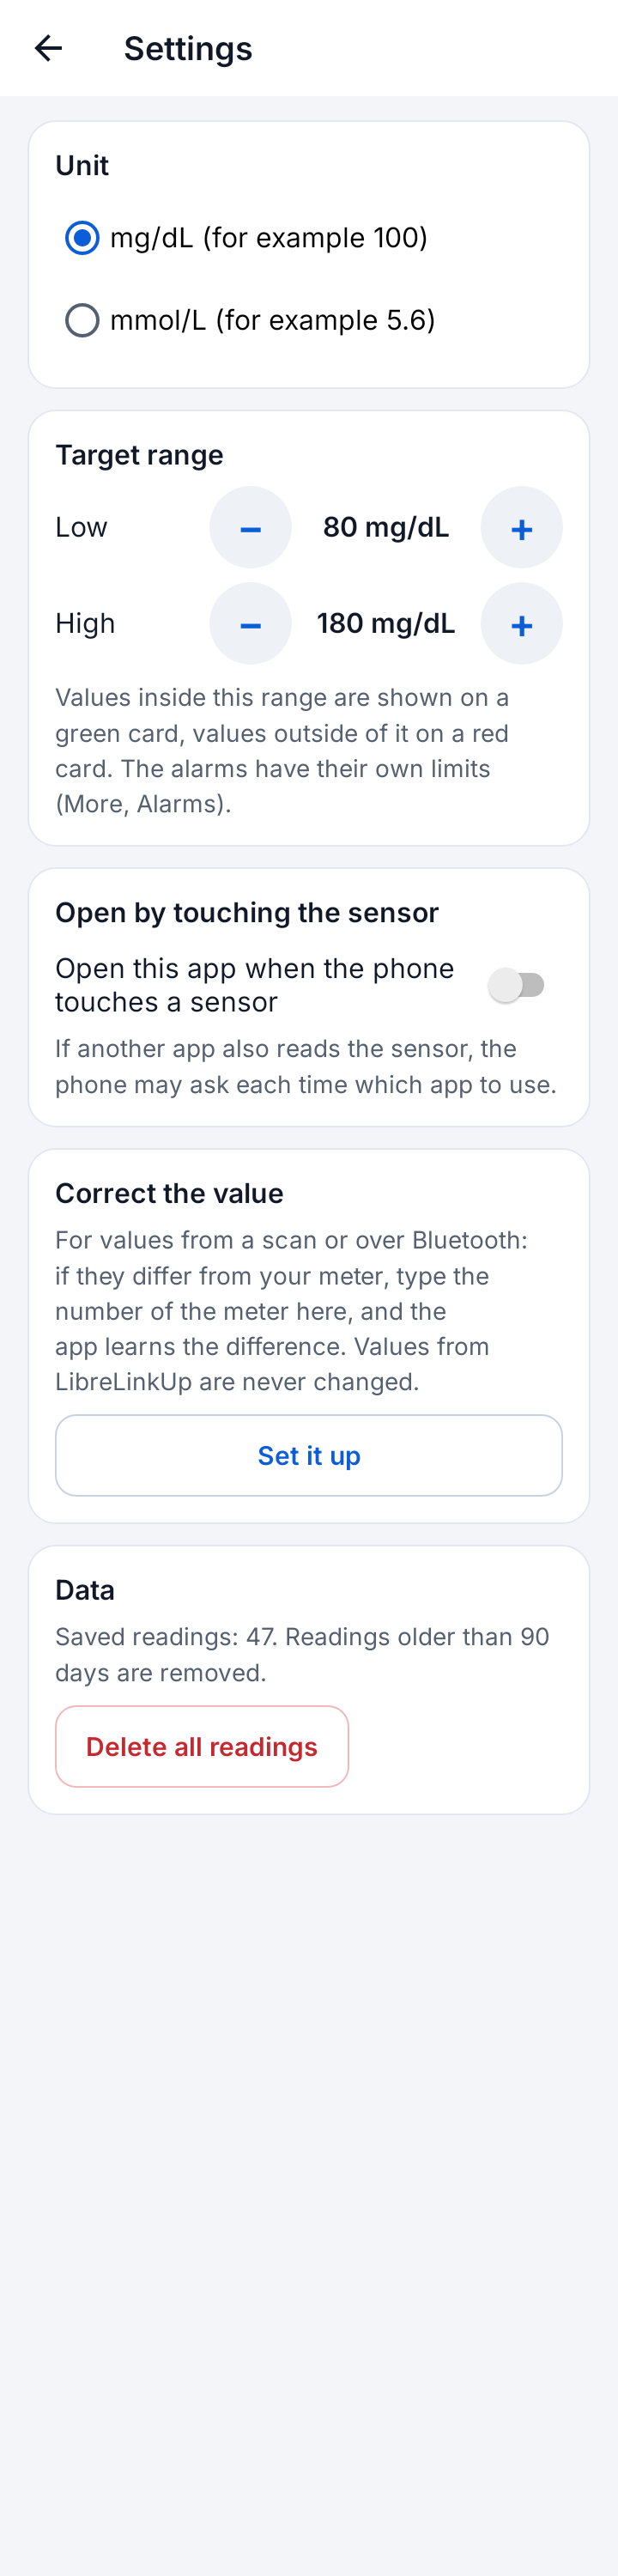 Settings
Unit
mg/dL (for example 100)
mmol/L (for example 5.6)
Target range
Low − 80 mg/dL +
High − 180 mg/dL +
Values inside this range are shown on a
green card, values outside of it on a red
card. The alarms have their own limits
(More, Alarms).
Open by touching the sensor
Open this app when the phone
touches a sensor
If another app also reads the sensor, the
phone may ask each time which app to use.
Correct the value
For values from a scan or over Bluetooth:
if they differ from your meter, type the
number of the meter here, and the
app learns the difference. Values from
LibreLinkUp are never changed.
Set it up
Data
Saved readings: 47. Readings older than 90
days are removed.
Delete all readings